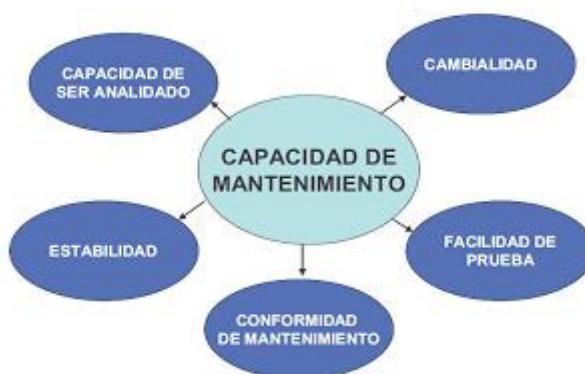 CAPACIDAD DE
SER ANALIDADO
CAMBIALIDAD
CAPACIDAD DE
MANTENIMIENTO
ESTABILIDAD
FACILIDAD DE
PRUEBA
CONFORMIDAD
DE MANTENIMIENTO